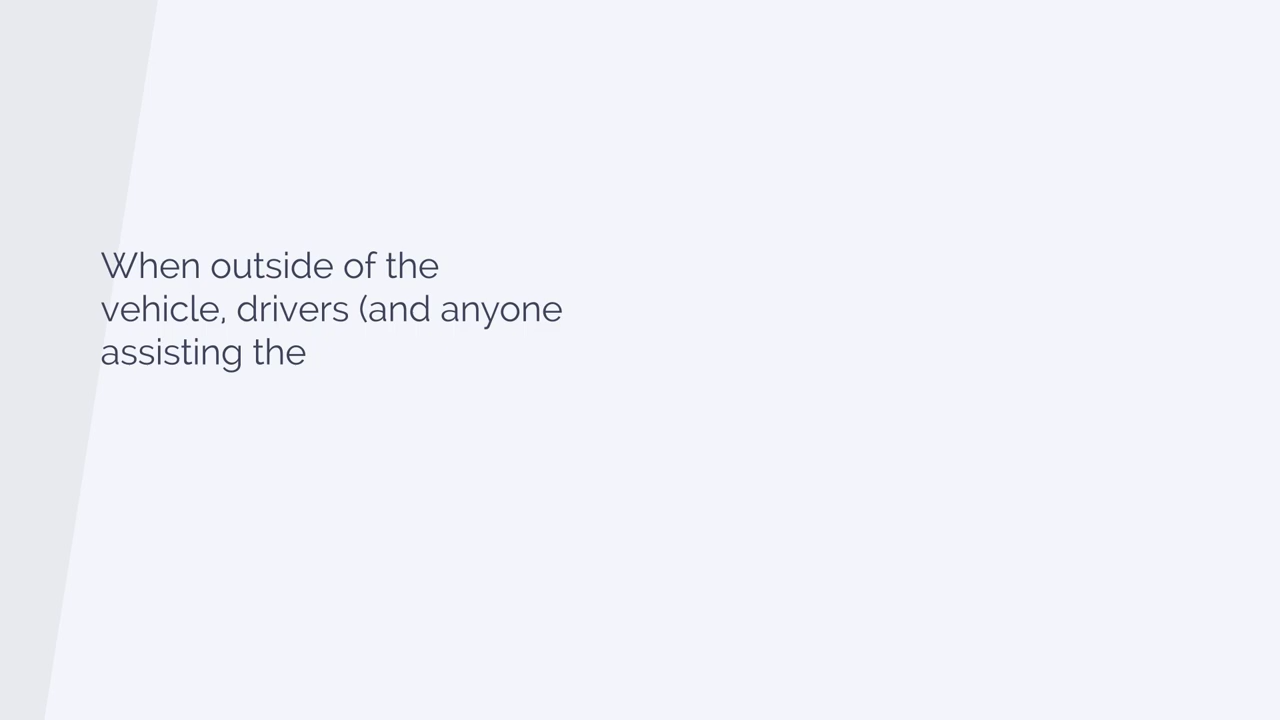 When outside of the
vehicle, drivers (and anyone
assisting the